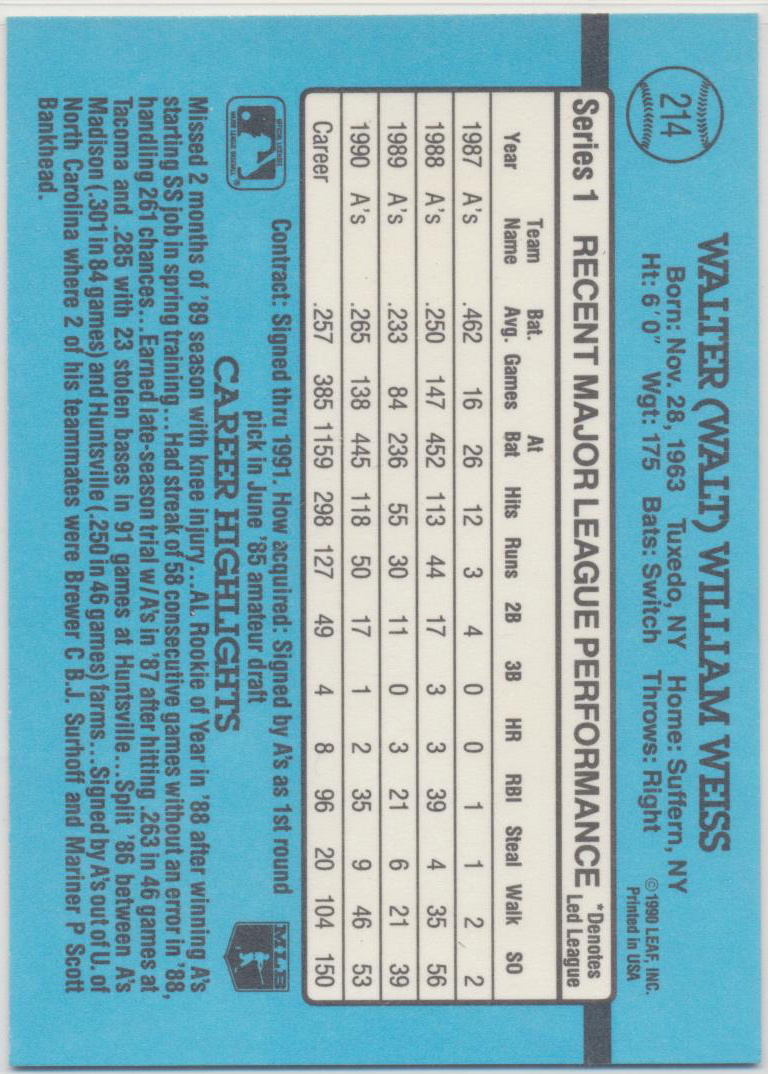 214
WALTER (WALT) WILLIAM WEISS
Born: Nov. 28, 1963 Tuxedo, NY Home: Suffern, NY
Ht: 6'0" Wgt: 175 Bats: Switch Throws: Right
©1990 LEAF, INC.
Printed in USA
Series 1 RECENT MAJOR LEAGUE PERFORMANCE *Denotes Led League
Year Team Name Bat. Avg. Games At Bat Hits Runs 2B 3B HR RBI Steal Walk SO
1987 A's .462 16 26 12 3 4 0 0 1 1 2 2
1988 A's .250 147 452 113 44 17 3 3 39 4 35 56
1989 A's .233 84 236 55 30 11 0 3 21 6 21 39
1990 A's .265 138 445 118 50 17 1 2 35 9 46 53
Career .257 385 1159 298 127 49 4 8 96 20 104 150
OFFICIAL LICENSEE
MAJOR LEAGUE BASEBALL
Contract: Signed thru 1991. How acquired: Signed by A's as 1st round
pick in June '85 amateur draft
MLB
CAREER HIGHLIGHTS
Missed 2 months of '89 season with knee injury...AL Rookie of Year in '88 after winning A's
starting SS job in spring training...Had streak of 58 consecutive games without an error in '88,
handling 261 chances...Earned late-season trial w/A's in '87 after hitting .263 in 46 games at
Tacoma and .285 with 23 stolen bases in 91 games at Huntsville...Split '86 between A's
Madison (.301 in 84 games) and Huntsville (.250 in 46 games) farms...Signed by A's out of U. of
North Carolina where 2 of his teammates were Brewer C B.J. Surhoff and Mariner P Scott
Bankhead.